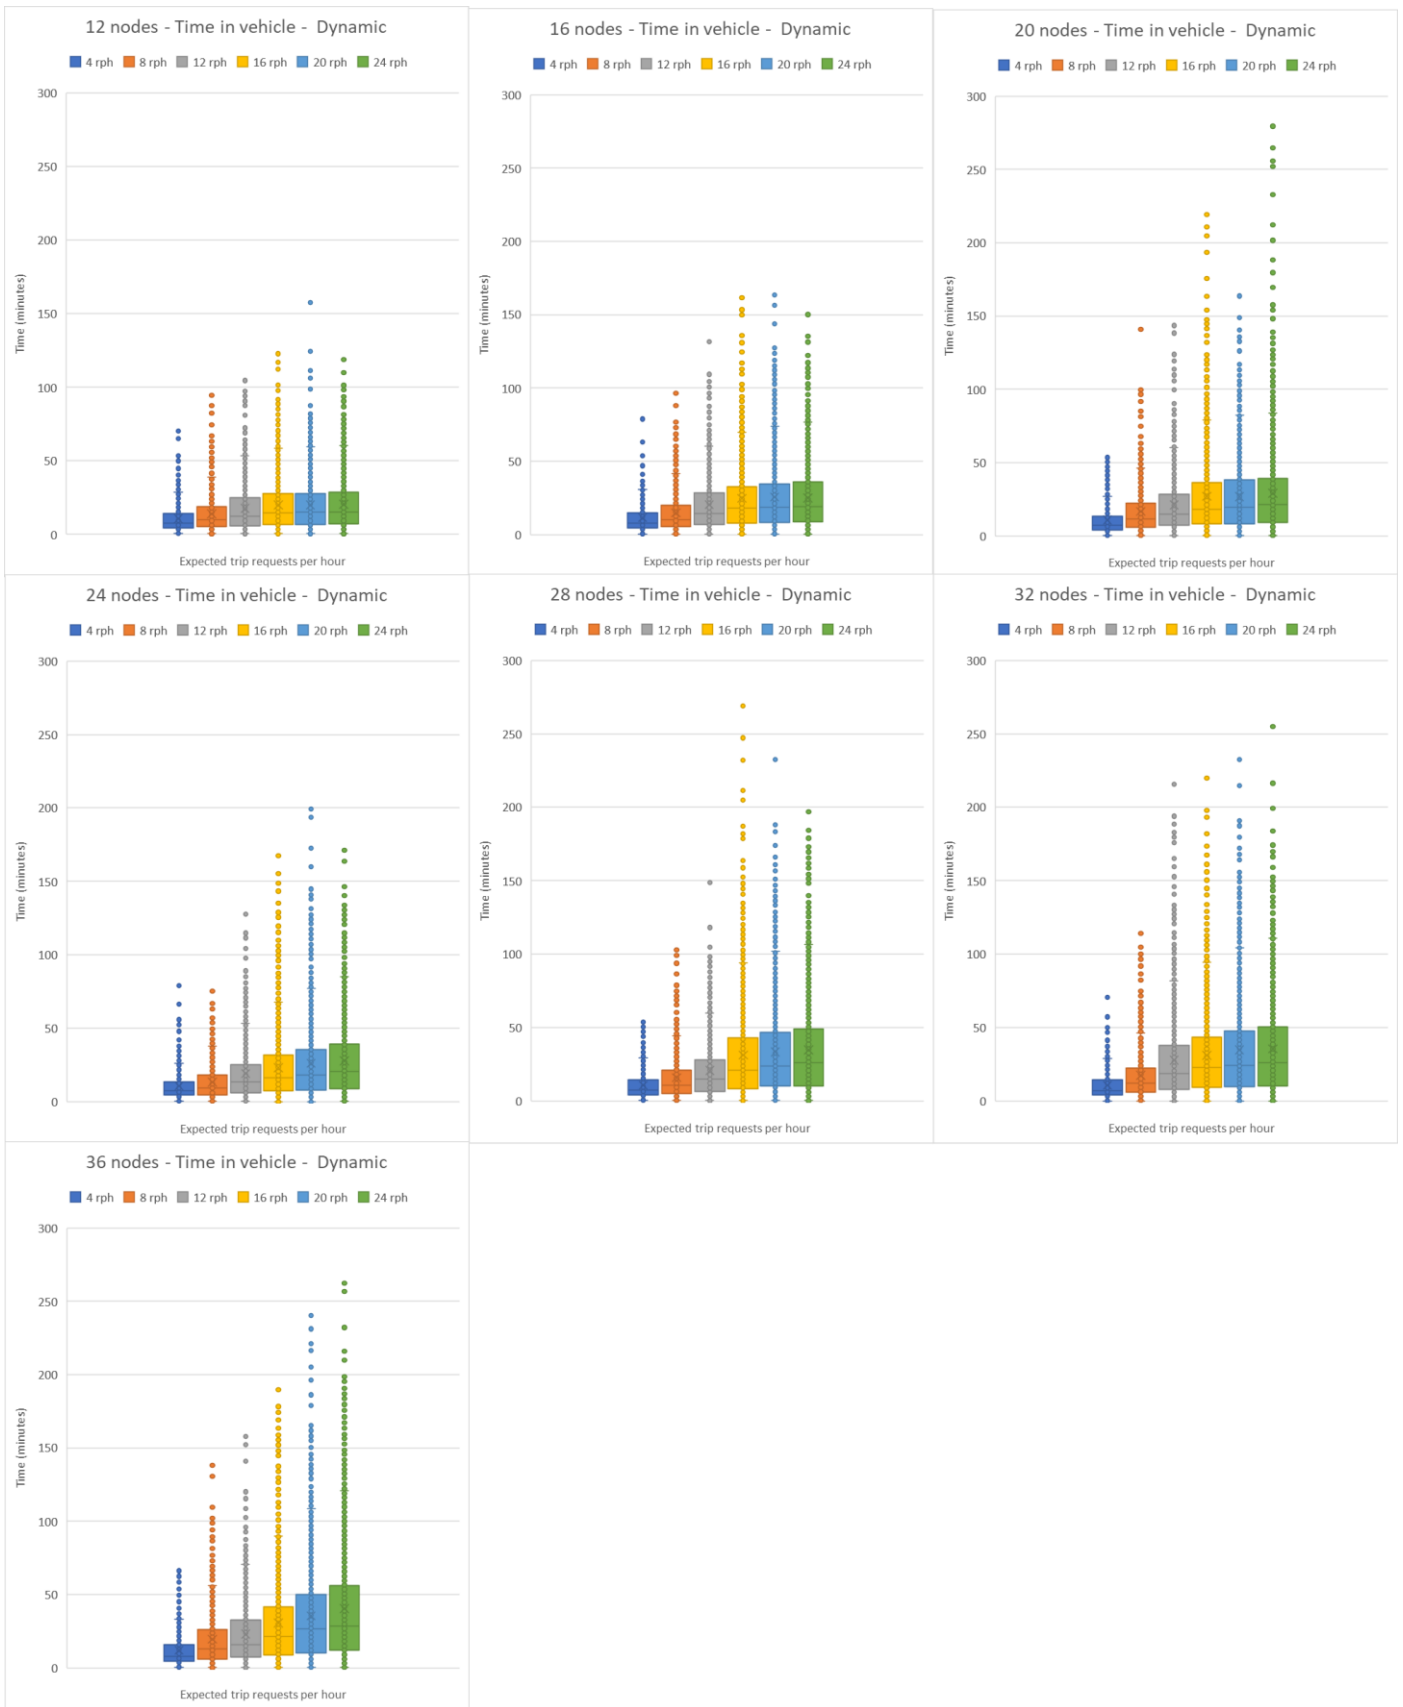 12 nodes - Time in vehicle - Dynamic
4 rph 8 rph 12 rph 16 rph 20 rph 24 rph
300
250
200
150
100
50
0
Time (minutes)
Expected trip requests per hour
16 nodes - Time in vehicle - Dynamic
4 rph 8 rph 12 rph 16 rph 20 rph 24 rph
300
250
200
150
100
50
0
Time (minutes)
Expected trip requests per hour
20 nodes - Time in vehicle - Dynamic
4 rph 8 rph 12 rph 16 rph 20 rph 24 rph
300
250
200
150
100
50
0
Time (minutes)
Expected trip requests per hour
24 nodes - Time in vehicle - Dynamic
4 rph 8 rph 12 rph 16 rph 20 rph 24 rph
300
250
200
150
100
50
0
Time (minutes)
Expected trip requests per hour
28 nodes - Time in vehicle - Dynamic
4 rph 8 rph 12 rph 16 rph 20 rph 24 rph
300
250
200
150
100
50
0
Time (minutes)
Expected trip requests per hour
32 nodes - Time in vehicle - Dynamic
4 rph 8 rph 12 rph 16 rph 20 rph 24 rph
300
250
200
150
100
50
0
Time (minutes)
Expected trip requests per hour
36 nodes - Time in vehicle - Dynamic
4 rph 8 rph 12 rph 16 rph 20 rph 24 rph
300
250
200
150
100
50
0
Time (minutes)
Expected trip requests per hour